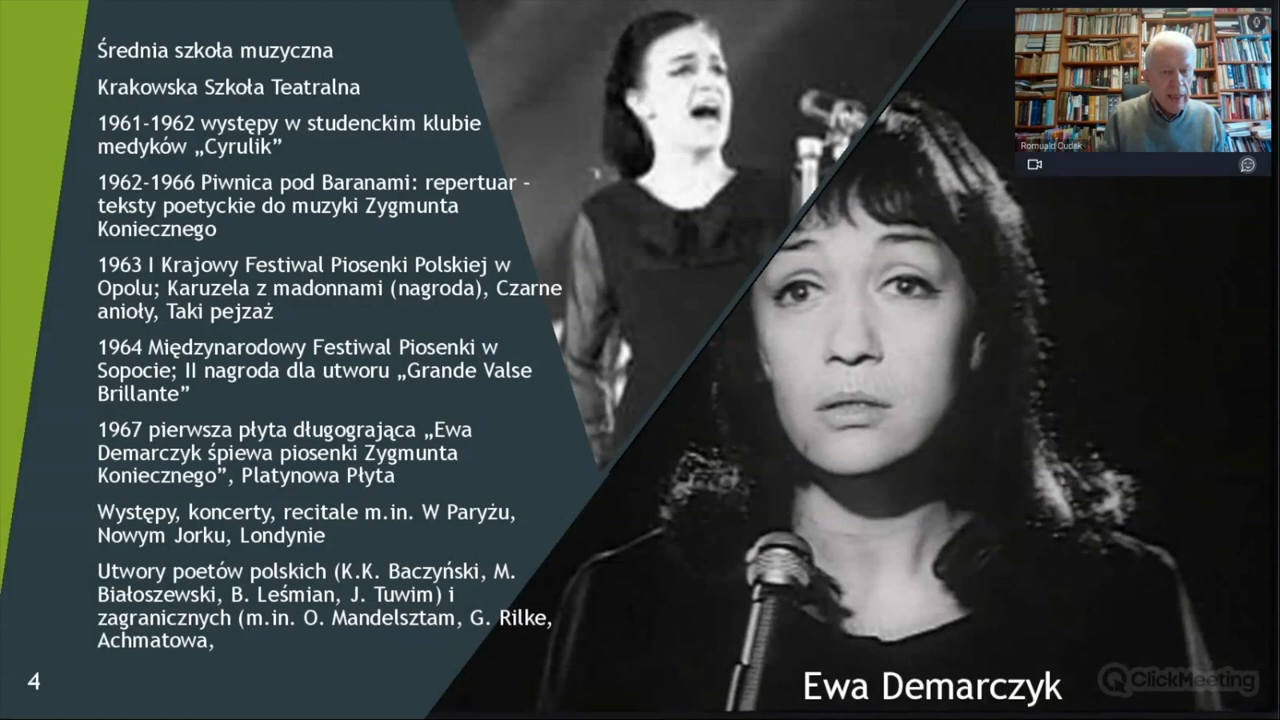 Średnia szkoła muzyczna
Krakowska Szkoła Teatralna
1961-1962 występy w studenckim klubie
medyków „Cyrulik”
1962-1966 Piwnica pod Baranami: repertuar -
teksty poetyckie do muzyki Zygmunta
Koniecznego
1963 I Krajowy Festiwal Piosenki Polskiej w
Opolu; Karuzela z madonnami (nagroda), Czarne
anioły, Taki pejzaż
1964 Międzynarodowy Festiwal Piosenki w
Sopocie; II nagroda dla utworu „Grande Valse
Brillante”
1967 pierwsza płyta długogrająca „Ewa
Demarczyk śpiewa piosenki Zygmunta
Koniecznego”, Platynowa Płyta
Występy, koncerty, recitale m.in. W Paryżu,
Nowym Jorku, Londynie
Utwory poetów polskich (K.K. Baczyński, M.
Białoszewski, B. Leśmian, J. Tuwim) i
zagranicznych (m.in. O. Mandelsztam, G. Rilke,
Achmatowa,
4
Ewa Demarczyk
Romuald Cudak
ClickMeeting